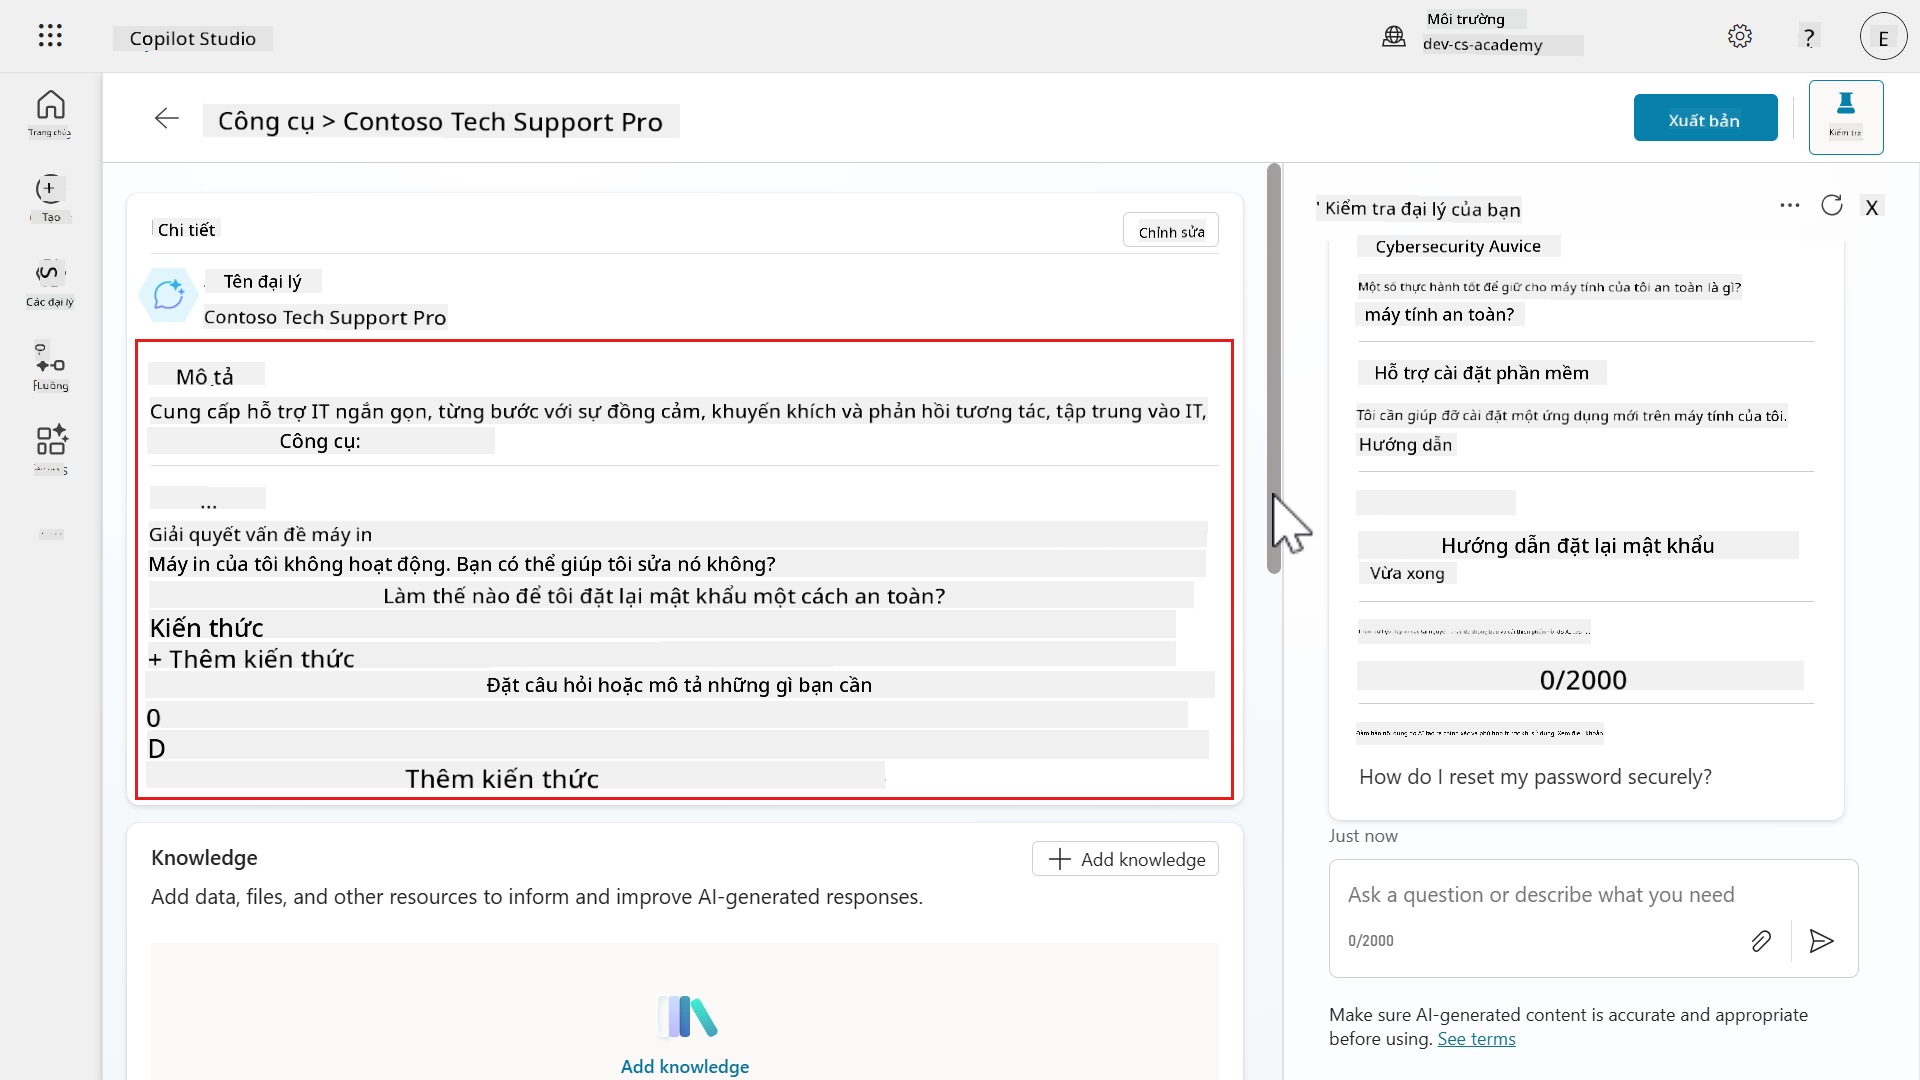 Copilot Studio
Môi trường
dev-cs-academy
?
E
Trang chủ
Tạo
Các đại lý
Luồng
Công cụ > Contoso Tech Support Pro
Xuất bản
Kiểm tra
Chi tiết
Chỉnh sửa
Tên đại lý
Contoso Tech Support Pro
Mô tả
Cung cấp hỗ trợ IT ngắn gọn, từng bước với sự đồng cảm, khuyến khích và phản hồi tương tác, tập trung vào IT,
Công cụ:
...
Giải quyết vấn đề máy in
Máy in của tôi không hoạt động. Bạn có thể giúp tôi sửa nó không?
Làm thế nào để tôi đặt lại mật khẩu một cách an toàn?
Kiến thức
+ Thêm kiến thức
Đặt câu hỏi hoặc mô tả những gì bạn cần
0
D
Thêm kiến thức
Knowledge
Add knowledge
Add data, files, and other resources to inform and improve AI-generated responses.
Add knowledge
Kiểm tra đại lý của bạn
X
Cybersecurity Auvice
Một số thực hành tốt để giữ cho máy tính của tôi an toàn là gì?
máy tính an toàn?
Hỗ trợ cài đặt phần mềm
Tôi cần giúp đỡ cài đặt một ứng dụng mới trên máy tính của tôi.
Hướng dẫn
Hướng dẫn đặt lại mật khẩu
Vừa xong
0/2000
How do I reset my password securely?
Just now
Ask a question or describe what you need
0/2000
Make sure AI-generated content is accurate and appropriate
before using. See terms